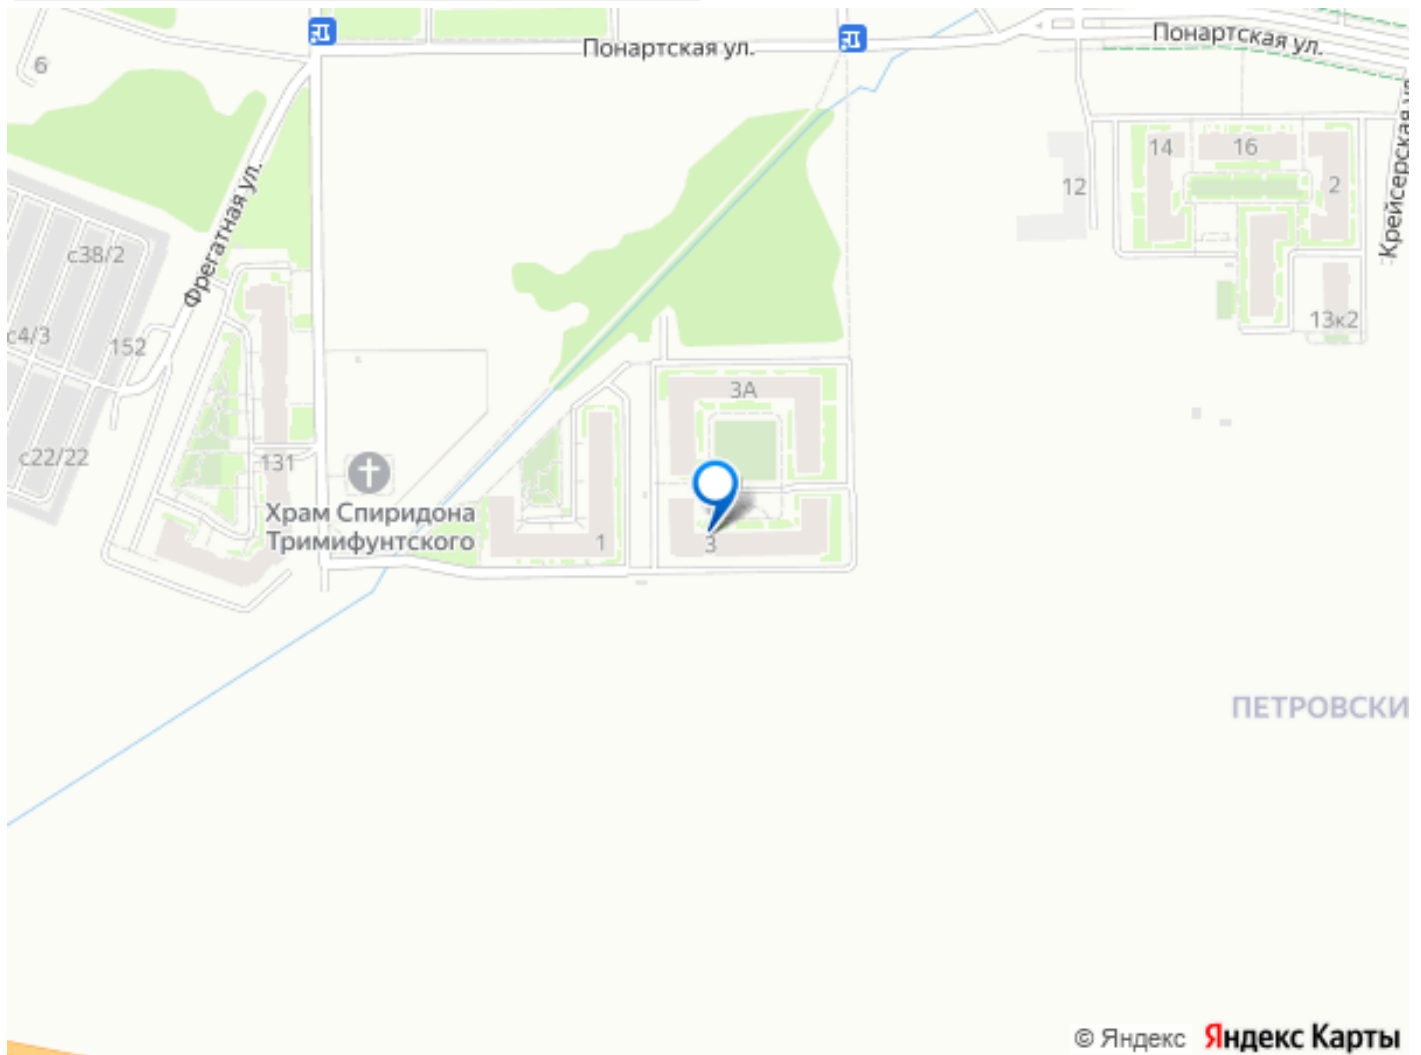 6
Понартская ул.
Понартская ул.
Крейсерская ул.
14
16
12
2
Фрегатная ул.
с38/2
с4/3
152
13к2
3А
с22/22
131
Храм Спиридона
Тримифунтского
1
3
ПЕТРОВСКИ
© Яндекс Яндекс Карты